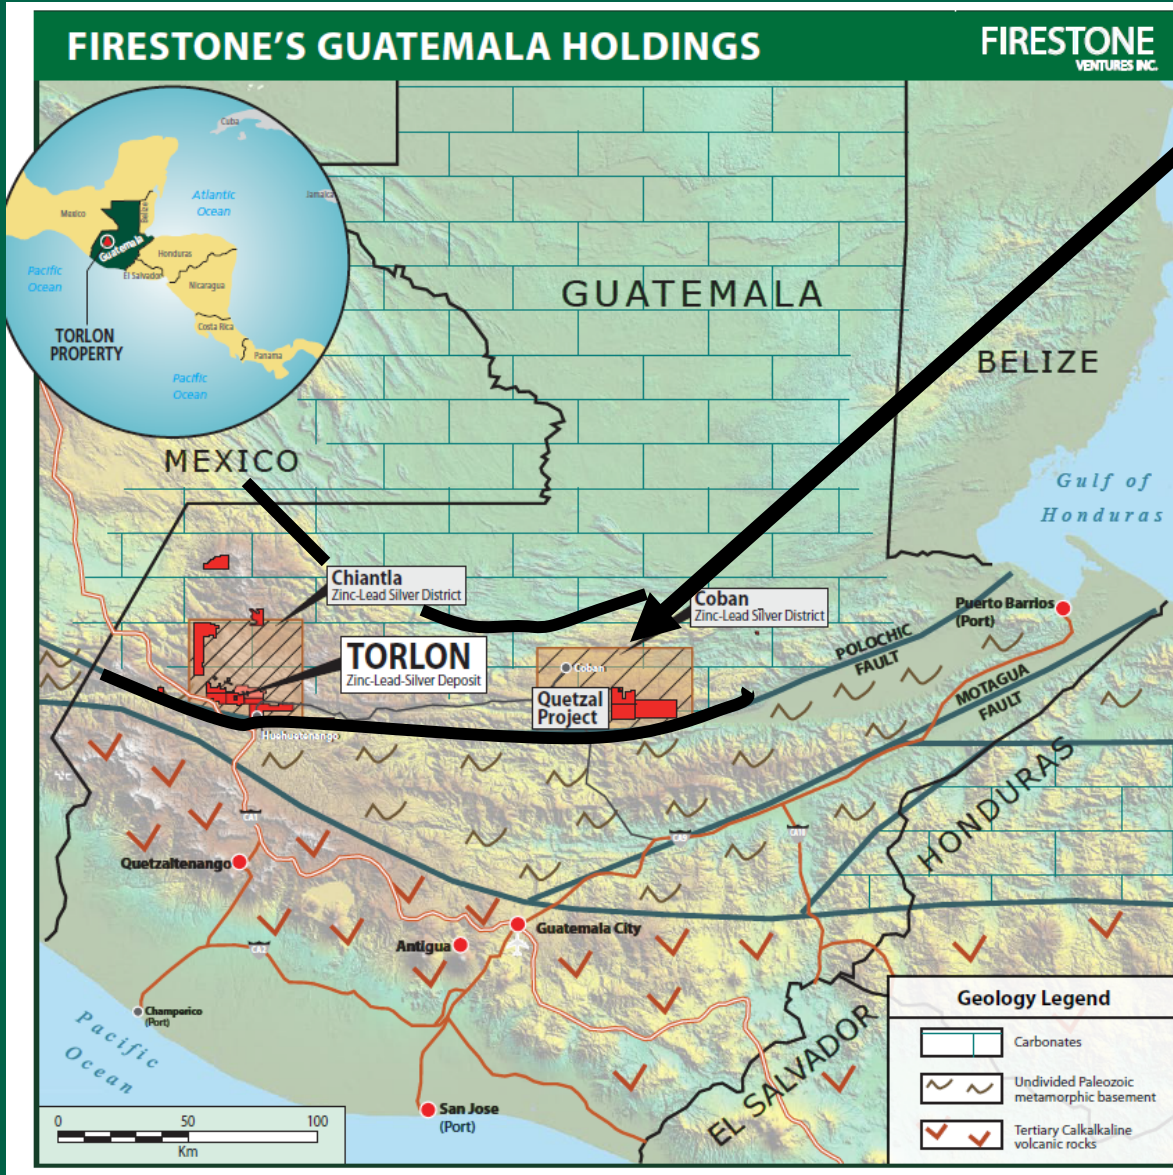 FIRESTONE'S GUATEMALA HOLDINGS
FIRESTONE
VENTURES INC.
Cuba
Atlantic
Ocean
Jamaica
Mexico
Belize
Guatemala
Honduras
El Salvador
Nicaragua
Pacific
Ocean
Costa Rica
Panama
TORLON
PROPERTY
Pacific
Ocean
GUATEMALA
BELIZE
MEXICO
Gulf of
Honduras
Chiantla
Zinc-Lead Silver District
Coban
Zinc-Lead Silver District
Puerto Barrios
(Port)
POLOCHIC
FAULT
TORLON
Zinc-Lead-Silver Deposit
Coban
Quetzal
Project
MOTAGUA
FAULT
Huehuetenango
HONDURAS
CA1
CA9
CA10
Quetzaltenango
Guatemala City
Antigua
CA2
Champerico
(Port)
Pacific
Ocean
EL SALVADOR
San Jose
(Port)
0 50 100
Km
Geology Legend
Carbonates
Undivided Paleozoic
metamorphic basement
Tertiary Calkalkaline
volcanic rocks